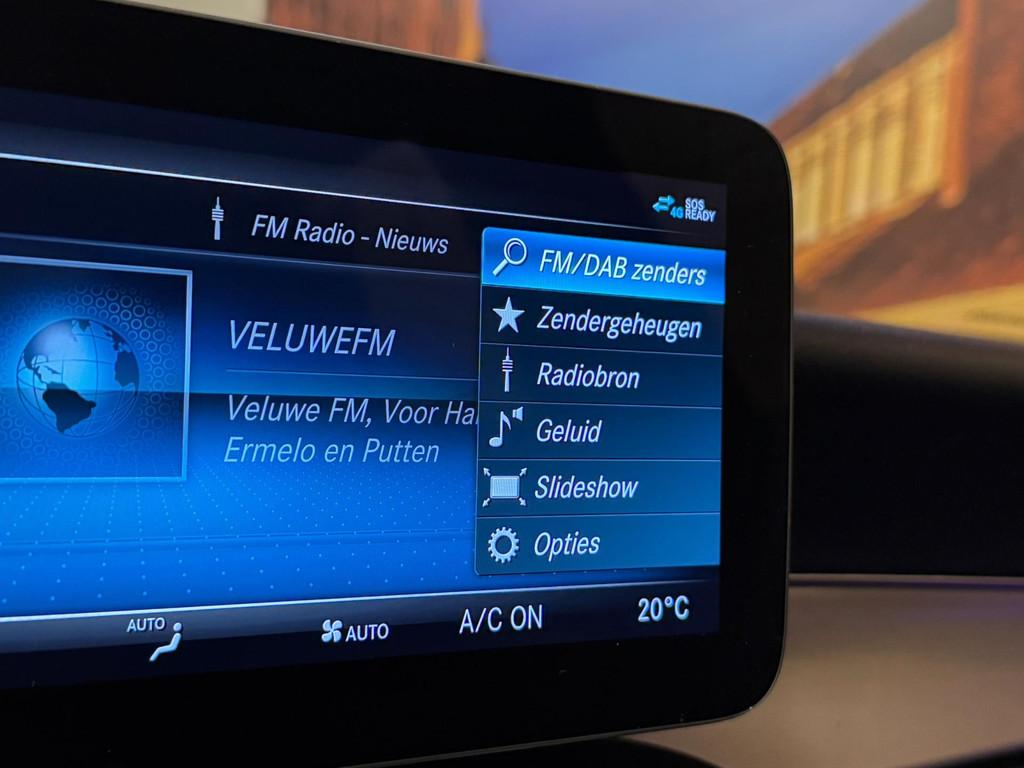 4G SOS READY
FM Radio - Nieuws
FM/DAB zenders
Zendergeheugen
Radiobron
Geluid
Slideshow
Opties
VELUWEFM
Veluwe FM, Voor
Ermelo en Putten
AUTO
AUTO
A/C ON
20°C